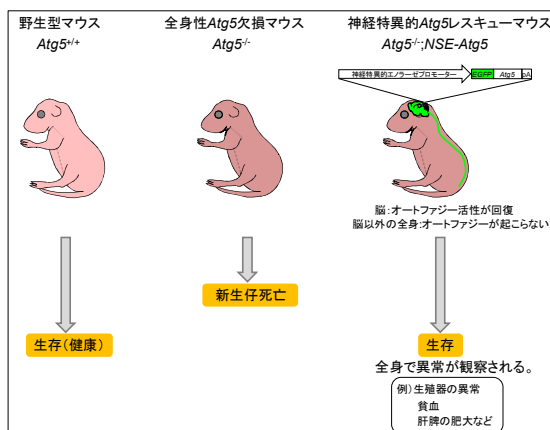 野生型マウス
Atg5+/+
全身性Atg5欠損マウス
Atg5-/-
神経特異的Atg5レスキューマウス
Atg5-/-;NSE-Atg5
神経特異的エノラーゼプロモーター
EGFP
Atg5
pA
脳:オートファジー活性が回復
脳以外の全身:オートファジーが起こらない
新生仔死亡
生存(健康)
生存
全身で異常が観察される。
例)生殖器の異常
貧血
肝脾の肥大など